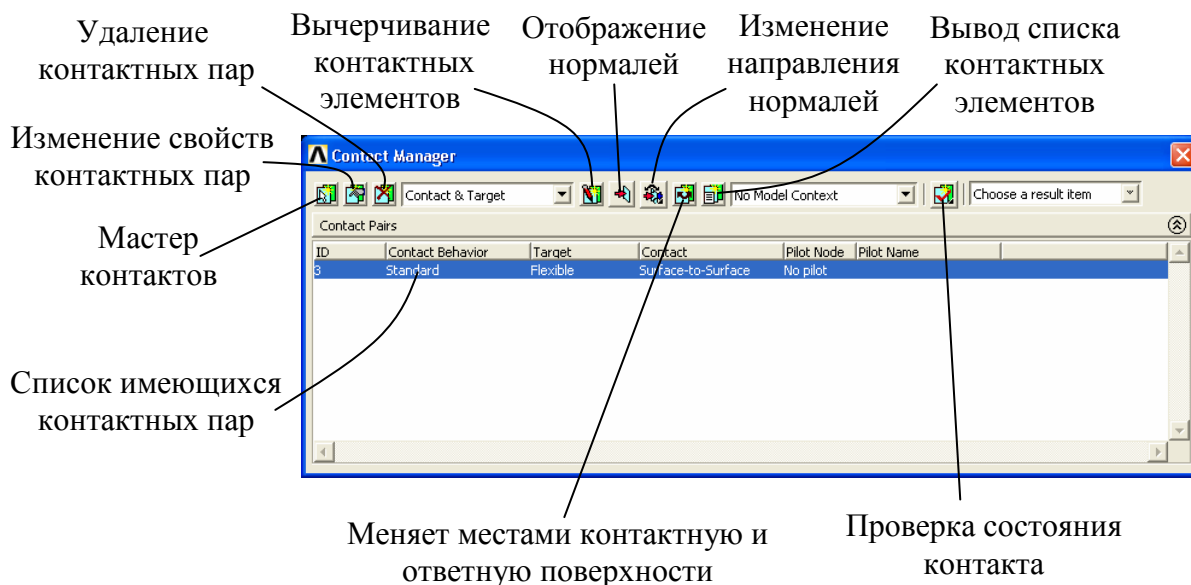 Удаление
контактных пар
Вычерчивание
контактных
элементов
Отображение
нормалей
Изменение
направления
нормалей
Вывод списка
контактных
элементов
Изменение свойств
контактных пар
Мастер
контактов
Список имеющихся
контактных пар
Contact Manager
Contact & Target
No Model Context
Choose a result item
Contact Pairs
ID Contact Behavior Target Contact Pilot Node Pilot Name
3 Standard Flexible Surface-to-Surface No pilot
Меняет местами контактную и
ответную поверхности
Проверка состояния
контакта